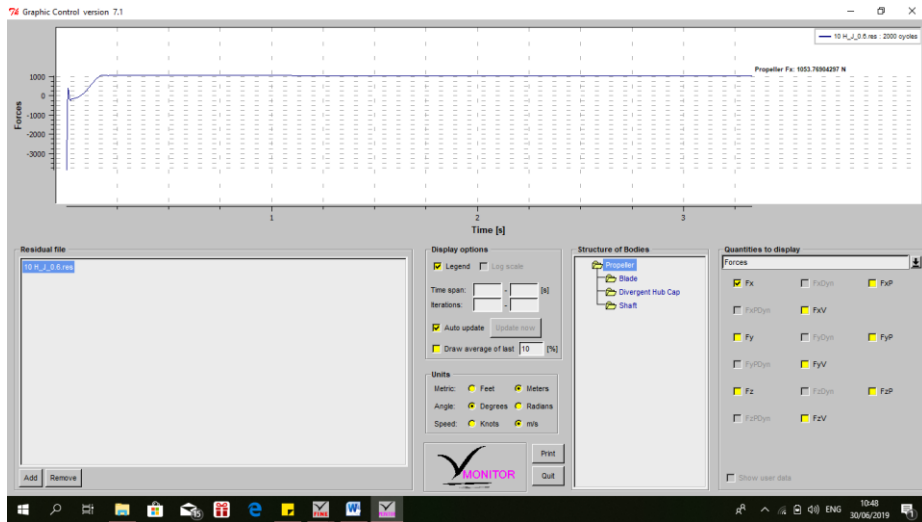 Graphic Control version 7.1
10 H_J_0.6.res : 2000 cycles
Propeller Fx: 1053.76904297 N
Forces
1000
0
-1000
-2000
-3000
1 2 3
Time [s]
Residual file
10 H_J_0.6.res
Add Remove
Display options
Legend Log scale
Time span: - [s]
Iterations: -
Auto update Update now
Draw average of last 10 [%]
Units
Metric: Feet Meters
Angle: Degrees Radians
Speed: Knots m/s
MONITOR
Print
Quit
Structure of Bodies
Propeller
Blade
Divergent Hub Cap
Shaft
Quantities to display
Forces
Fx FxDyn FxP
FxPDyn FxV
Fy FyDyn FyP
FyPDyn FyV
Fz FzDyn FzP
FzPDyn FzV
Show user data
15
FINE
ENG
10:48
30/06/2019